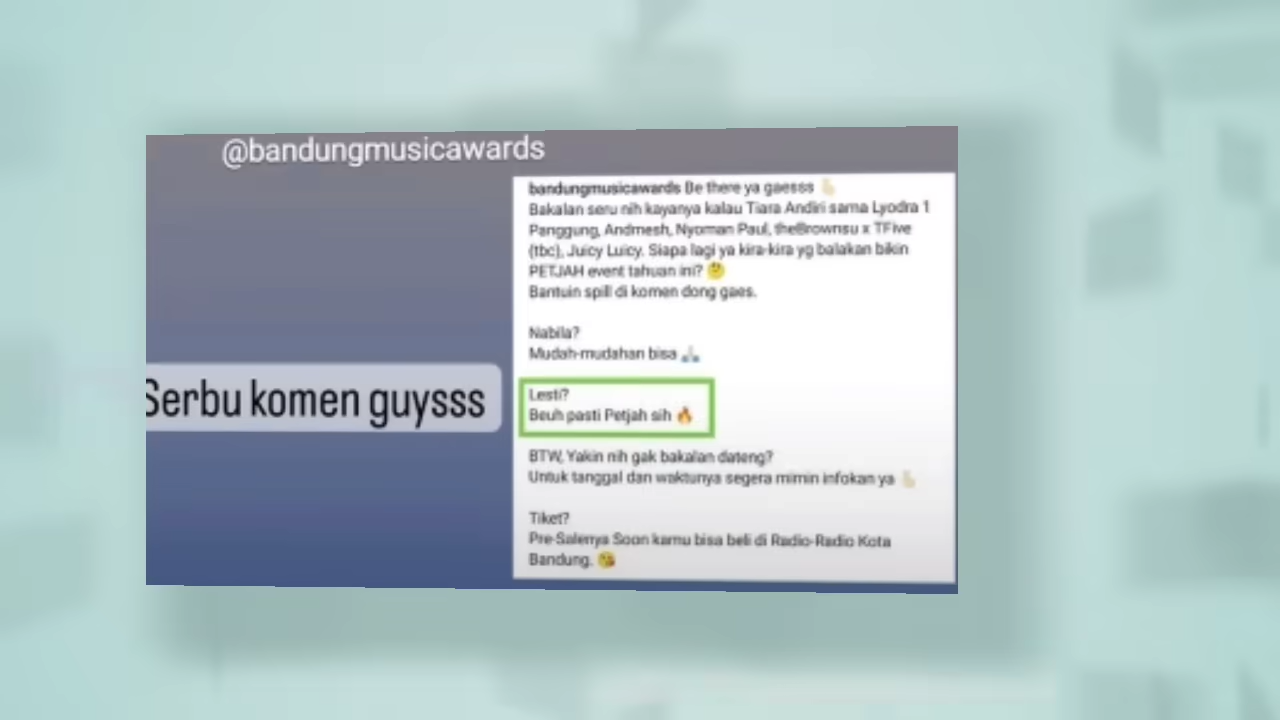 @bandungmusicawards
bandungmusicawards Be there ya gaesss
Bakalan seru nih kayanya kalau Tiara Andiri sama Lyodra 1
Panggung, Andmesh, Nyoman Paul, theBrownsu x TFive
(tbc), Juicy Luicy. Siapa lagi ya kira-kira yg balakan bikin
PETJAH event tahuan ini? 🤔
Bantuin spill di komen dong gaes.
Nabila?
Mudah-mudahan bisa 🙏🏻
Lesti?
Beuh pasti Petjah sih 🔥
BTW, Yakin nih gak bakalan dateng?
Untuk tanggal dan waktunya segera mimin infokan ya
Tiket?
Pre-Salenya Soon kamu bisa beli di Radio-Radio Kota
Bandung. 😘
Serbu komen guysss